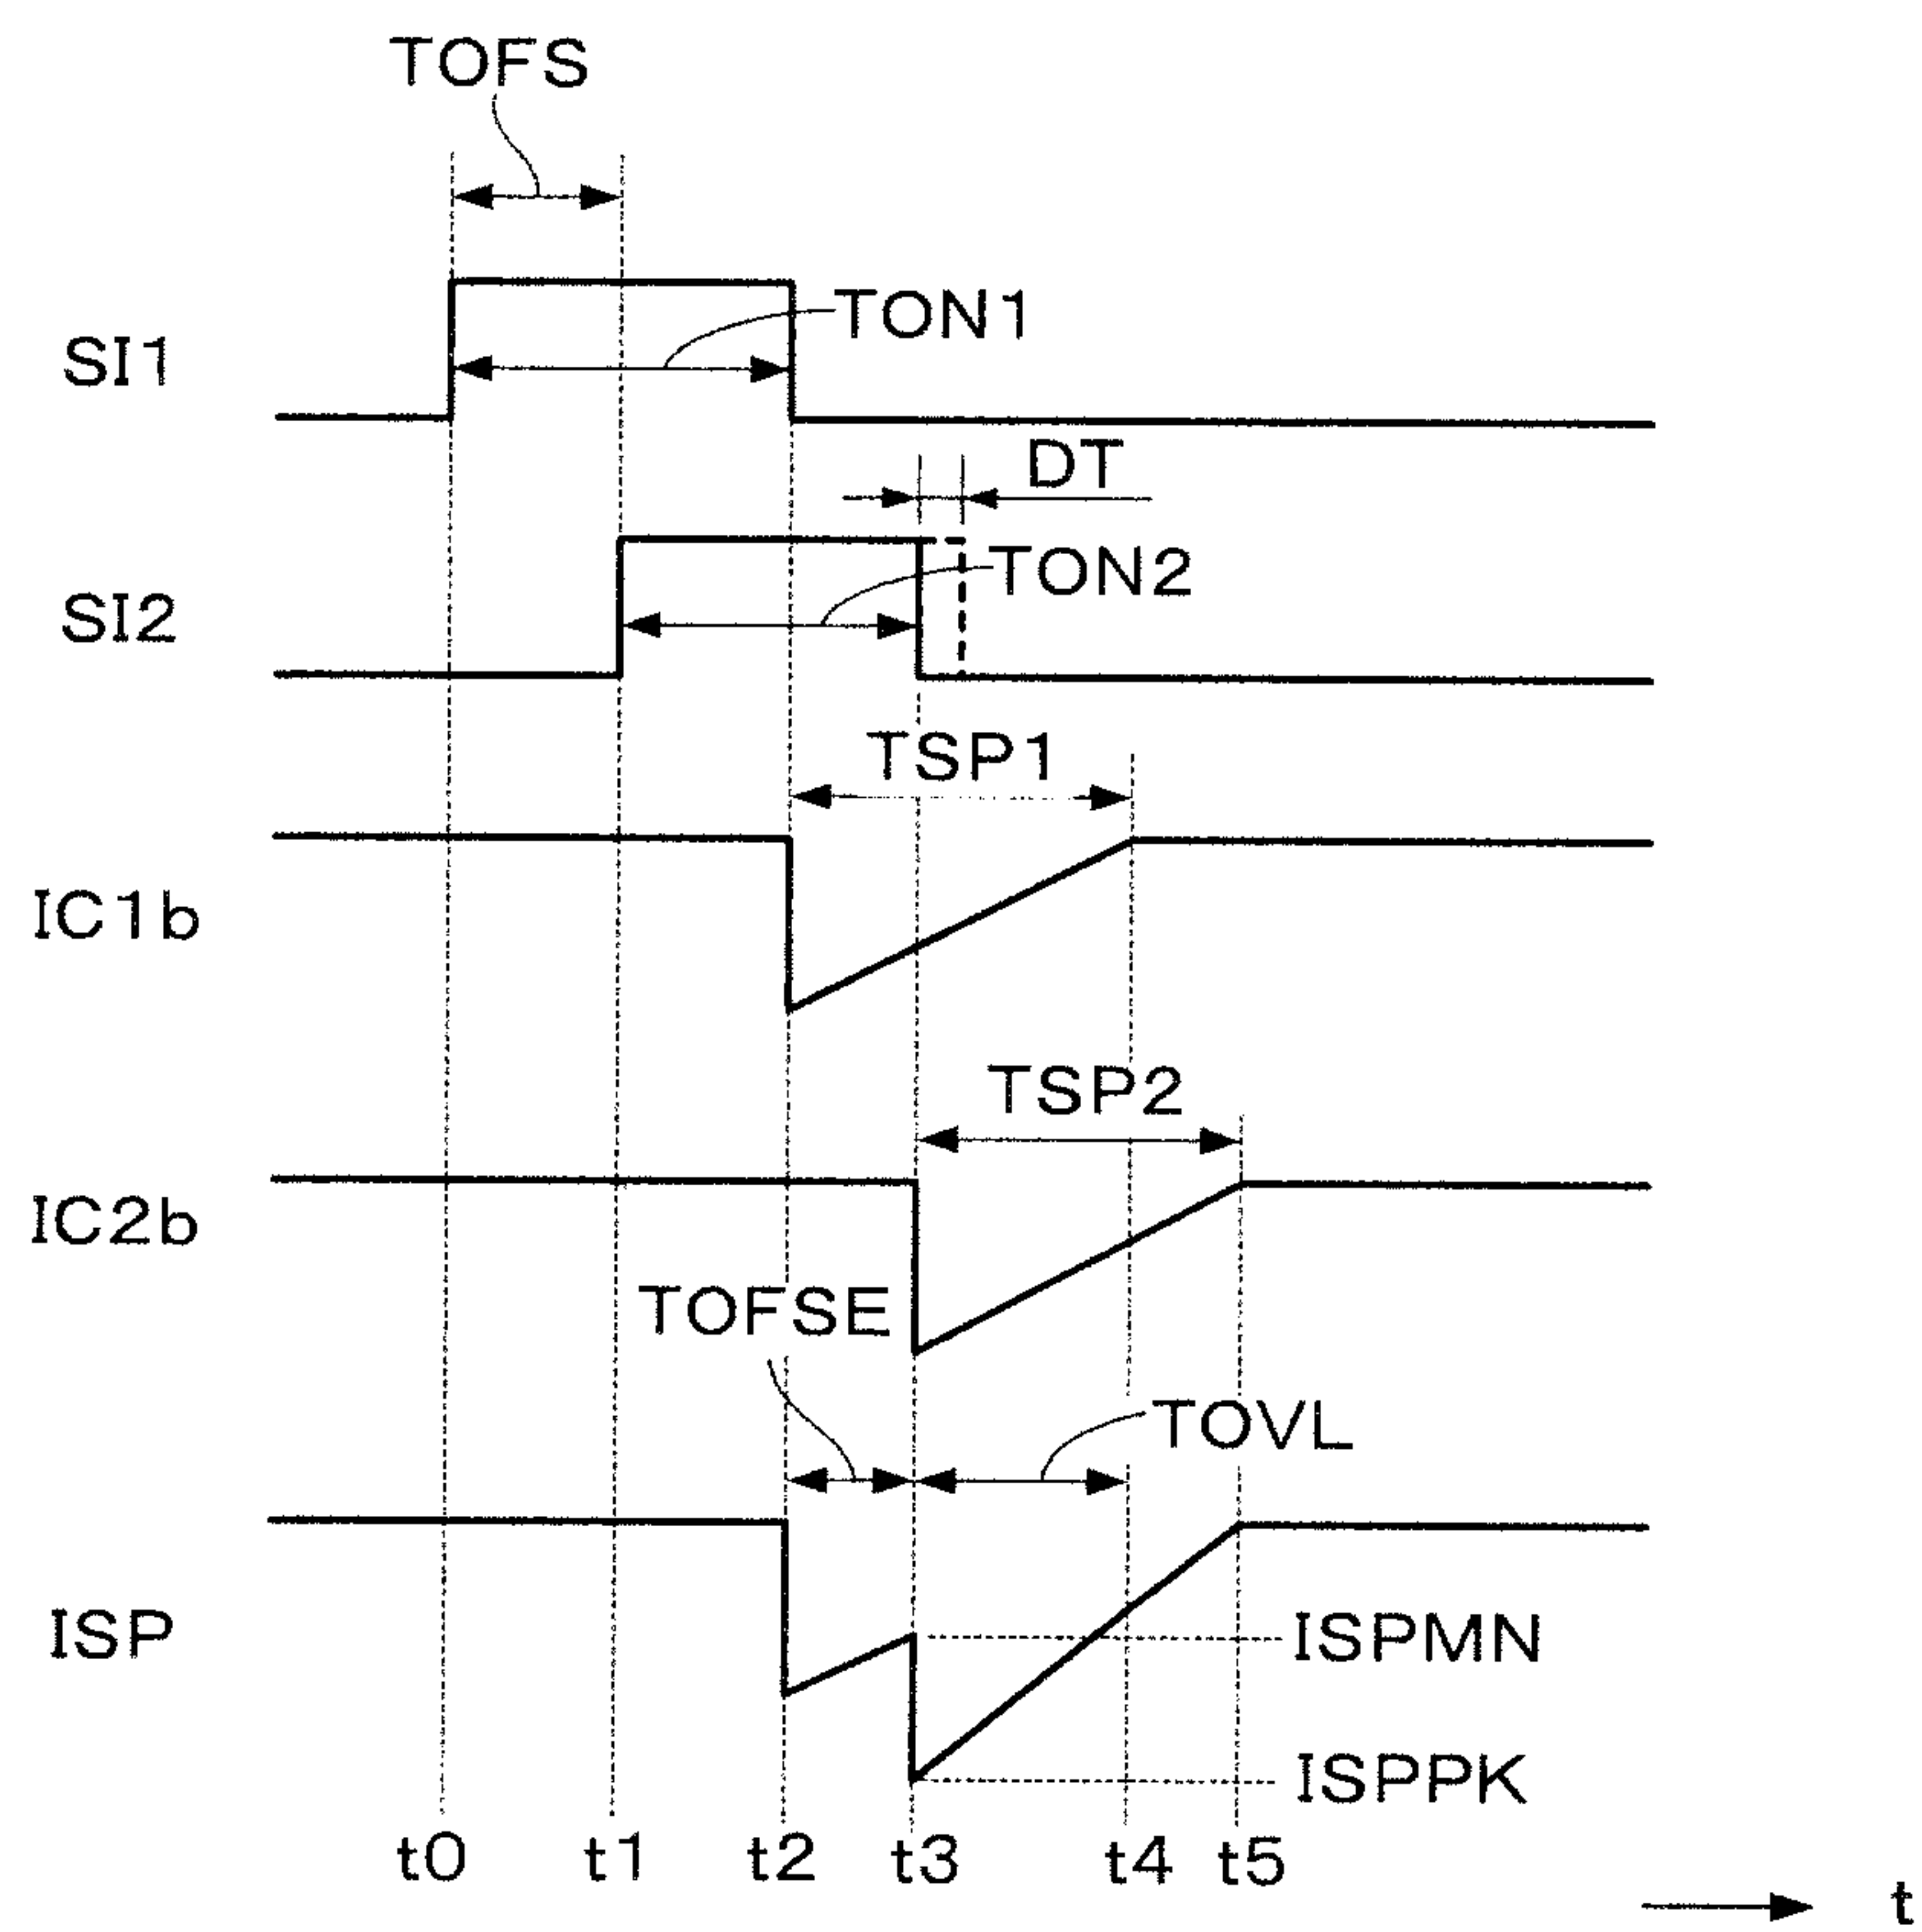 TOFS
SI1
TON1
DT
SI2
TON2
TSP1
IC1b
TSP2
IC2b
TOFSE
TOVL
ISP
ISPMN
ISPPK
t0 t1 t2 t3 t4 t5
t